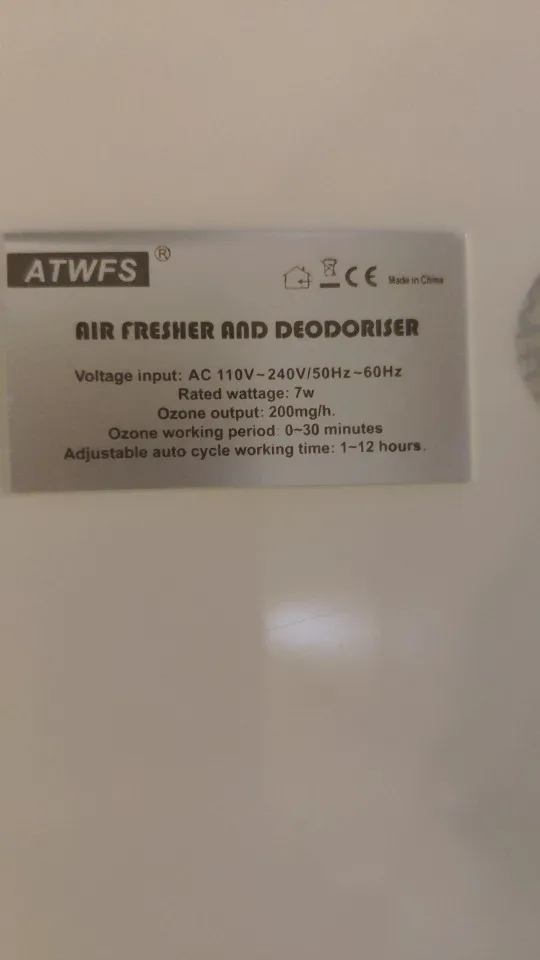 ATWFS ®
CE Made in China
AIR FRESHER AND DEODORISER
Voltage input: AC 110V~240V/50Hz~60Hz
Rated wattage: 7w
Ozone output: 200mg/h.
Ozone working period: 0~30 minutes
Adjustable auto cycle working time: 1~12 hours.